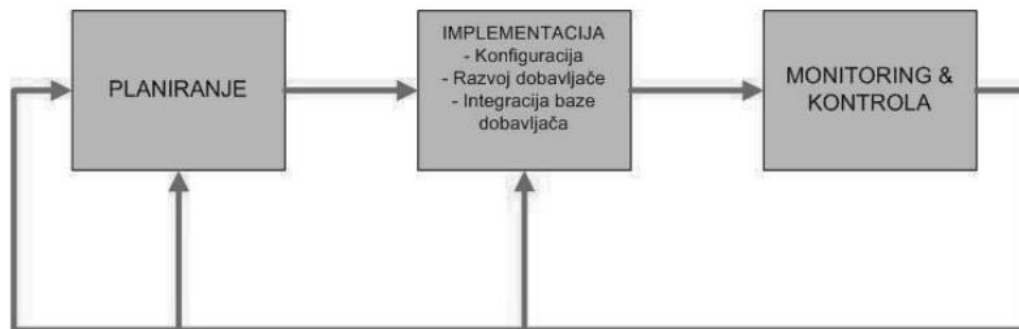 PLANIRANJE
IMPLEMENTACIJA
- Konfiguracija
- Razvoj dobavljače
- Integracija baze
dobavljača
MONITORING &
KONTROLA